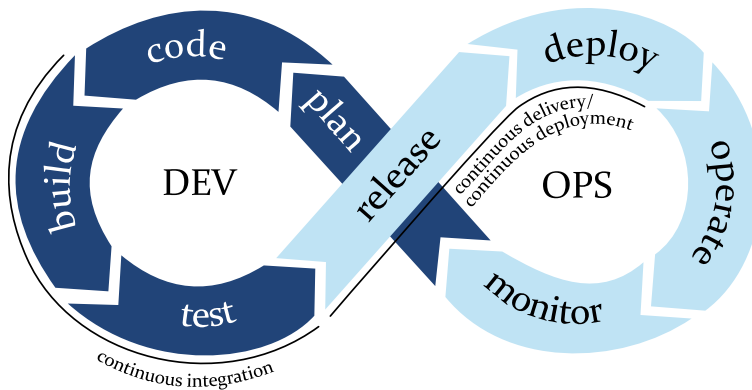 code
plan
build
DEV
test
continuous integration
release
deploy
continuous delivery/
continuous deployment
OPS
operate
monitor